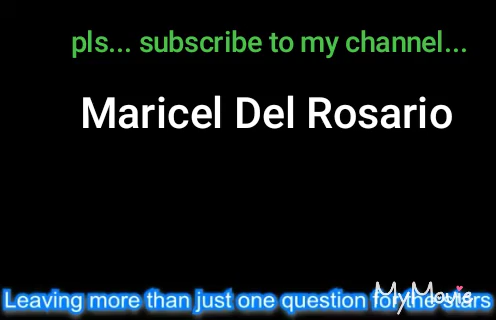 pls... subscribe to my channel...
Maricel Del Rosario
MyMovie
Leaving more than just one question for the stars